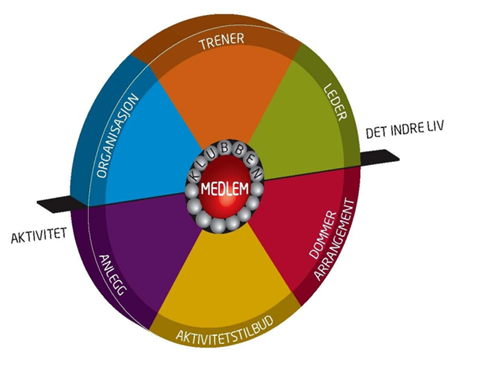 TRENER
LEDER
ORGANISASJON
DET INDRE LIV
KLUBBEN
MEDLEM
AKTIVITET
DOMMER
ARRANGEMENT
ANLEGG
AKTIVITETSTILBUD